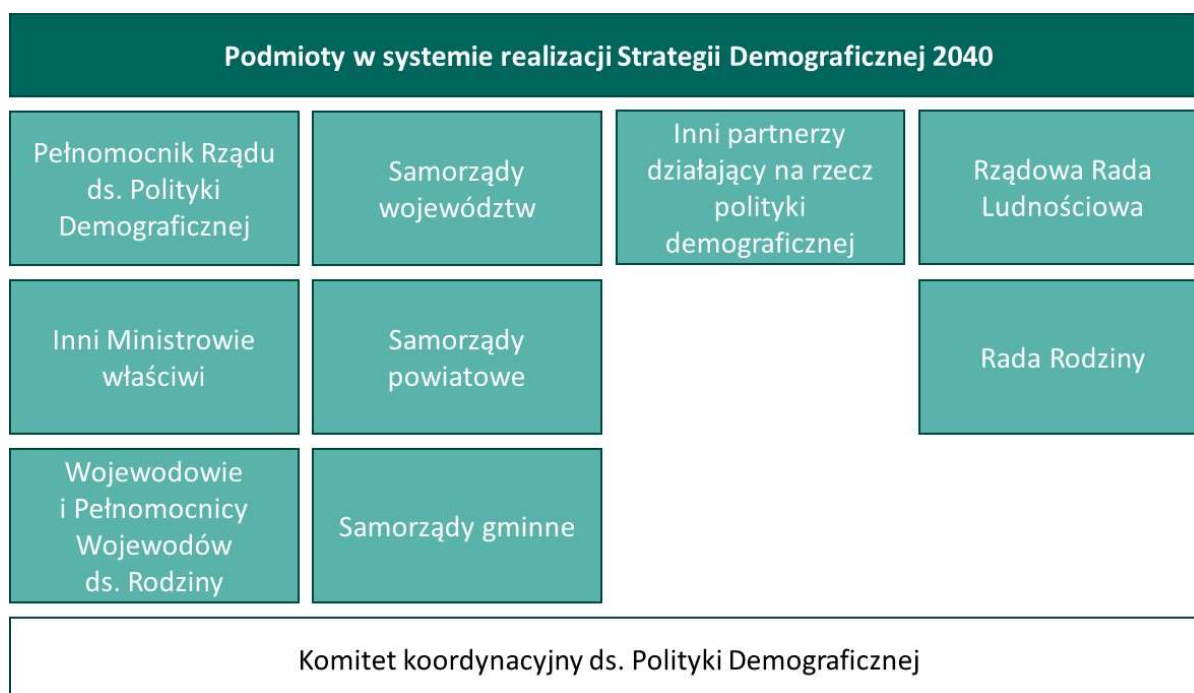 Podmioty w systemie realizacji Strategii Demograficznej 2040
Pełnomocnik Rządu
ds. Polityki
Demograficznej
Samorządy
województw
Inni partnerzy
działający na rzecz
polityki
demograficznej
Rządowa Rada
Ludnościowa
Inni Ministrowie
właściwi
Samorządy
powiatowe
Rada Rodziny
Wojewodowie
i Pełnomocnicy
Wojewodów
ds. Rodziny
Samorządy gminne
Komitet koordynacyjny ds. Polityki Demograficznej